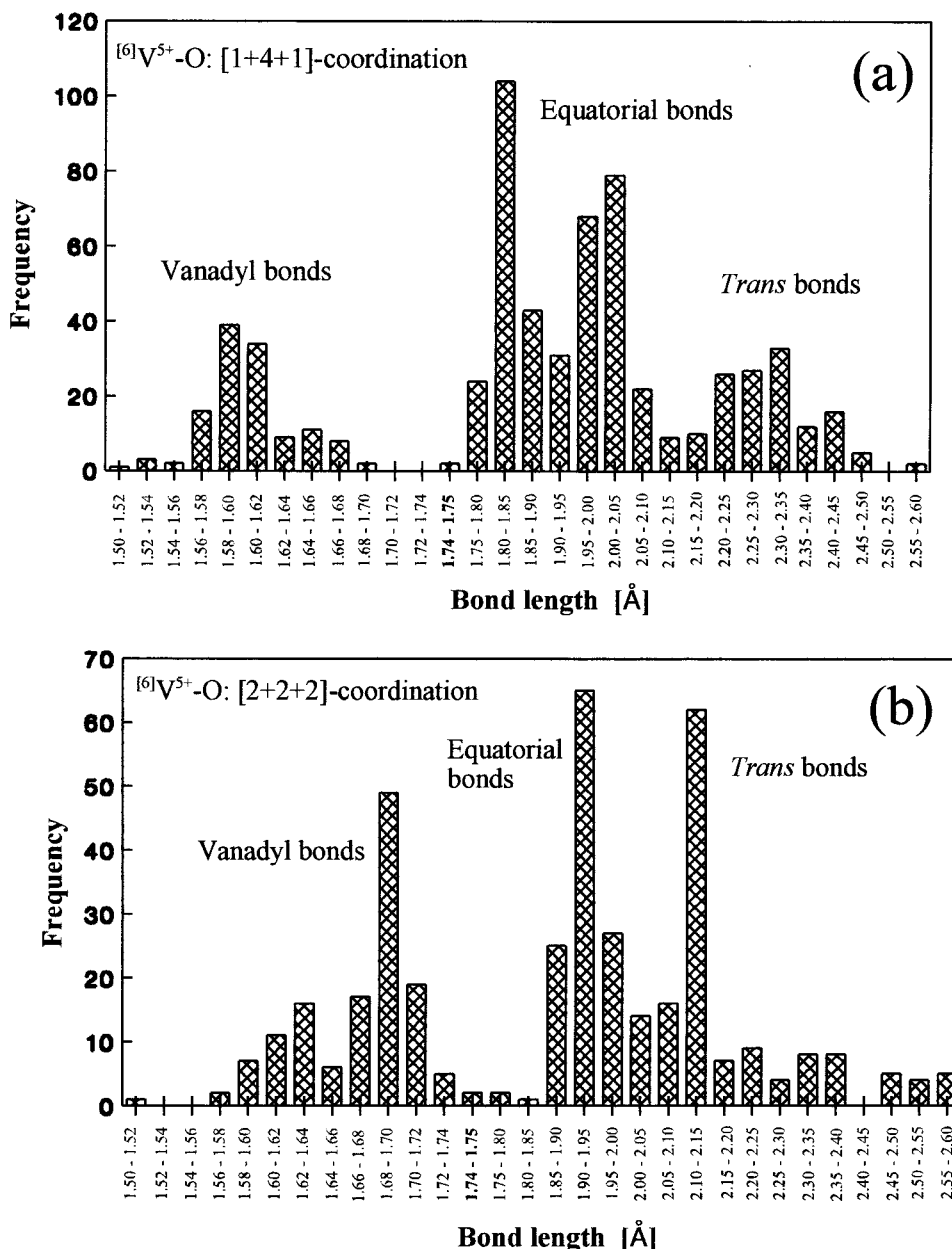 120
[6]V5+-O: [1+4+1]-coordination
(a)
100
Equatorial bonds
80
Frequency
60
Vanadyl bonds
Trans bonds
40
20
0
1.50 - 1.52
1.52 - 1.54
1.54 - 1.56
1.56 - 1.58
1.58 - 1.60
1.60 - 1.62
1.62 - 1.64
1.64 - 1.66
1.66 - 1.68
1.68 - 1.70
1.70 - 1.72
1.72 - 1.74
1.74 - 1.75
1.75 - 1.80
1.80 - 1.85
1.85 - 1.90
1.90 - 1.95
1.95 - 2.00
2.00 - 2.05
2.05 - 2.10
2.10 - 2.15
2.15 - 2.20
2.20 - 2.25
2.25 - 2.30
2.30 - 2.35
2.35 - 2.40
2.40 - 2.45
2.45 - 2.50
2.50 - 2.55
2.55 - 2.60
Bond length [Å]
70
[6]V5+-O: [2+2+2]-coordination
(b)
60
Equatorial
bonds
Trans bonds
50
Vanadyl bonds
40
Frequency
30
20
10
0
1.50 - 1.52
1.52 - 1.54
1.54 - 1.56
1.56 - 1.58
1.58 - 1.60
1.60 - 1.62
1.62 - 1.64
1.64 - 1.66
1.66 - 1.68
1.68 - 1.70
1.70 - 1.72
1.72 - 1.74
1.74 - 1.75
1.75 - 1.80
1.80 - 1.85
1.85 - 1.90
1.90 - 1.95
1.95 - 2.00
2.00 - 2.05
2.05 - 2.10
2.10 - 2.15
2.15 - 2.20
2.20 - 2.25
2.25 - 2.30
2.30 - 2.35
2.35 - 2.40
2.40 - 2.45
2.45 - 2.50
2.50 - 2.55
2.55 - 2.60
Bond length [Å]